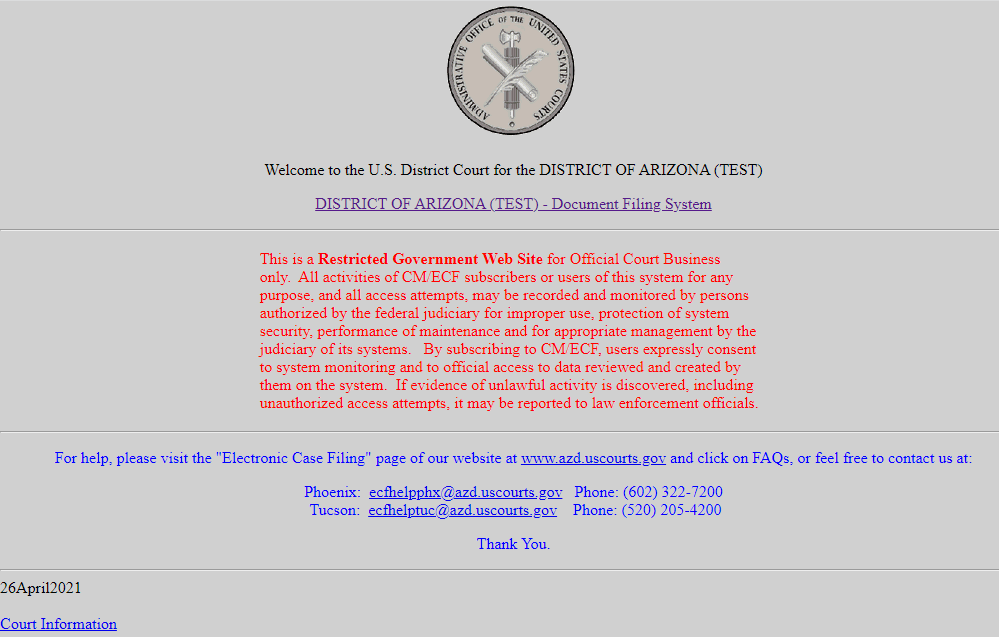 ADMINISTRATIVE OFFICE OF THE UNITED STATES COURTS
Welcome to the U.S. District Court for the DISTRICT OF ARIZONA (TEST)
DISTRICT OF ARIZONA (TEST) - Document Filing System
This is a Restricted Government Web Site for Official Court Business
only.  All activities of CM/ECF subscribers or users of this system for any
purpose, and all access attempts, may be recorded and monitored by persons
authorized by the federal judiciary for improper use, protection of system
security, performance of maintenance and for appropriate management by the
judiciary of its systems.   By subscribing to CM/ECF, users expressly consent
to system monitoring and to official access to data reviewed and created by
them on the system.  If evidence of unlawful activity is discovered, including
unauthorized access attempts, it may be reported to law enforcement officials.
For help, please visit the "Electronic Case Filing" page of our website at www.azd.uscourts.gov and click on FAQs, or feel free to contact us at:
Phoenix:  ecfhelpphx@azd.uscourts.gov   Phone: (602) 322-7200
Tucson:  ecfhelptuc@azd.uscourts.gov    Phone: (520) 205-4200
Thank You.
26April2021
Court Information